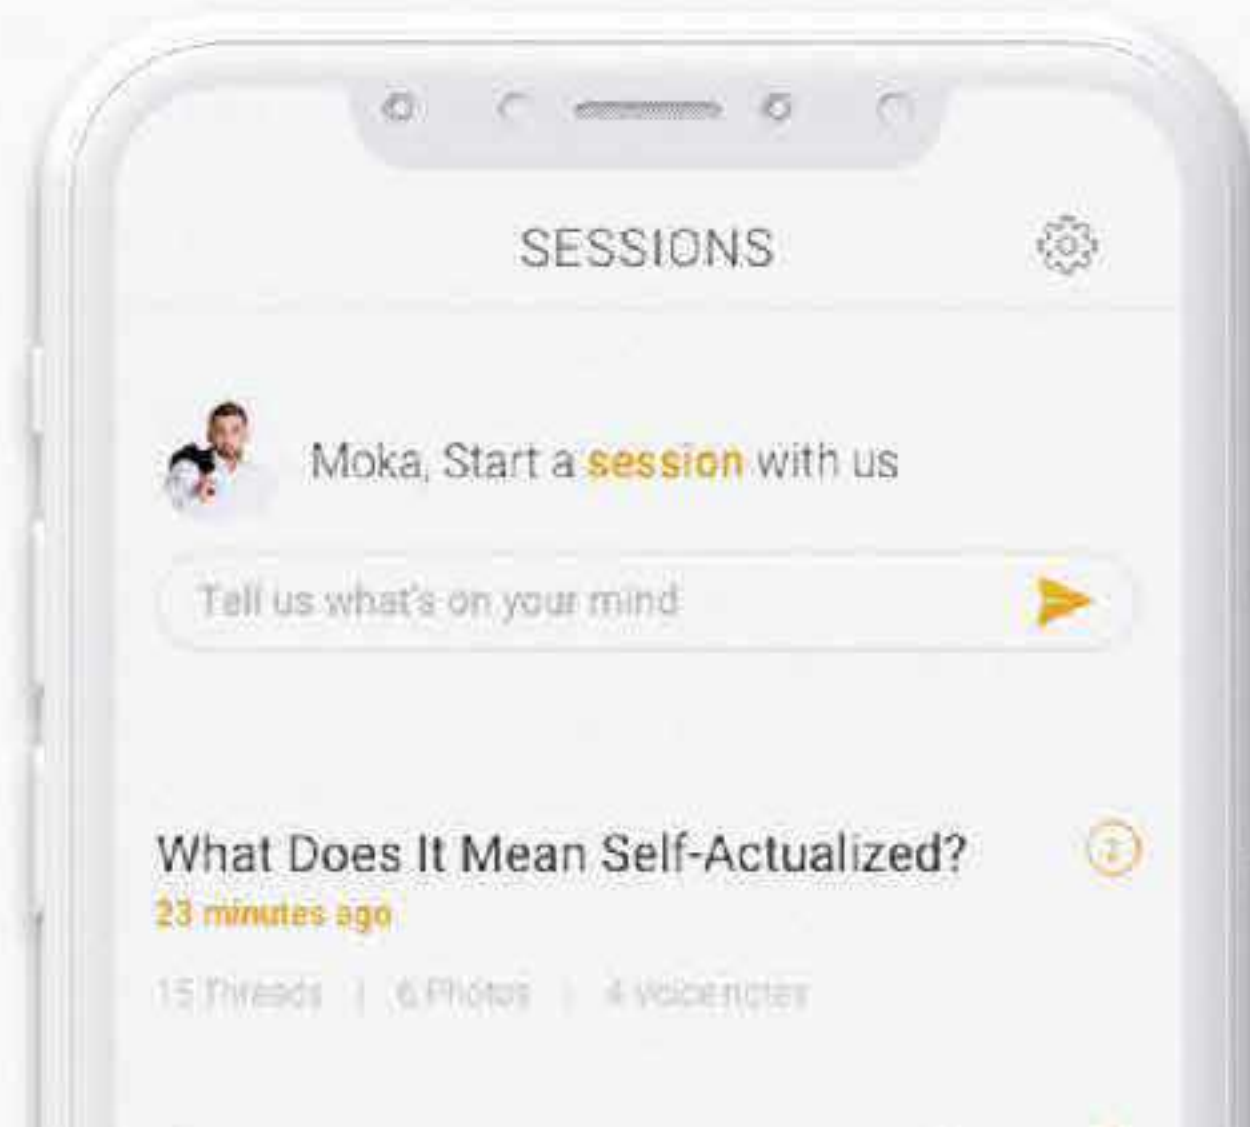 SESSIONS
Moka, Start a session with us
Tell us what's on your mind
What Does It Mean Self-Actualized?
23 minutes ago
15 Threads | 6 Photos | 4 voicenotes